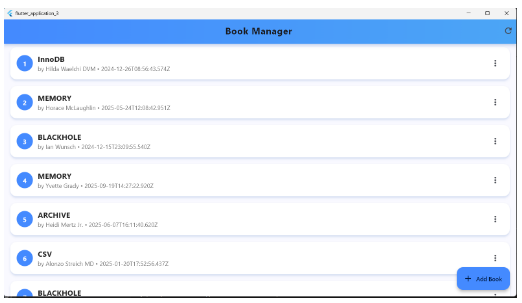 flutter_application_3
Book Manager
1
InnoDB
by Hilda Waelchi DVM • 2024-12-26T08:56:43.574Z
2
MEMORY
by Horace McLaughlin • 2025-05-24T12:08:42.951Z
3
BLACKHOLE
by Ian Wunsch • 2024-12-15T23:09:55.540Z
4
MEMORY
by Yvette Grady • 2025-09-19T14:27:22.920Z
5
ARCHIVE
by Heidi Mertz Jr. • 2025-06-07T16:11:40.620Z
6
CSV
by Alonzo Streich MD • 2025-01-20T17:52:56.437Z
+ Add Book
BLACKHOLE